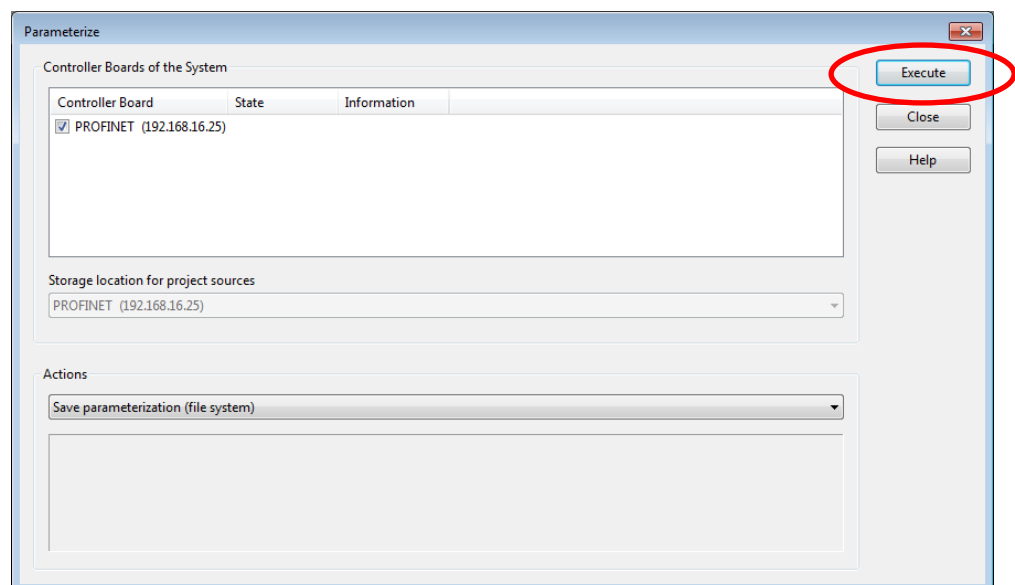 Parameterize
Controller Boards of the System
Execute
Controller Board State Information
PROFINET (192.168.16.25)
Close
Help
Storage location for project sources
PROFINET (192.168.16.25)
Actions
Save parameterization (file system)